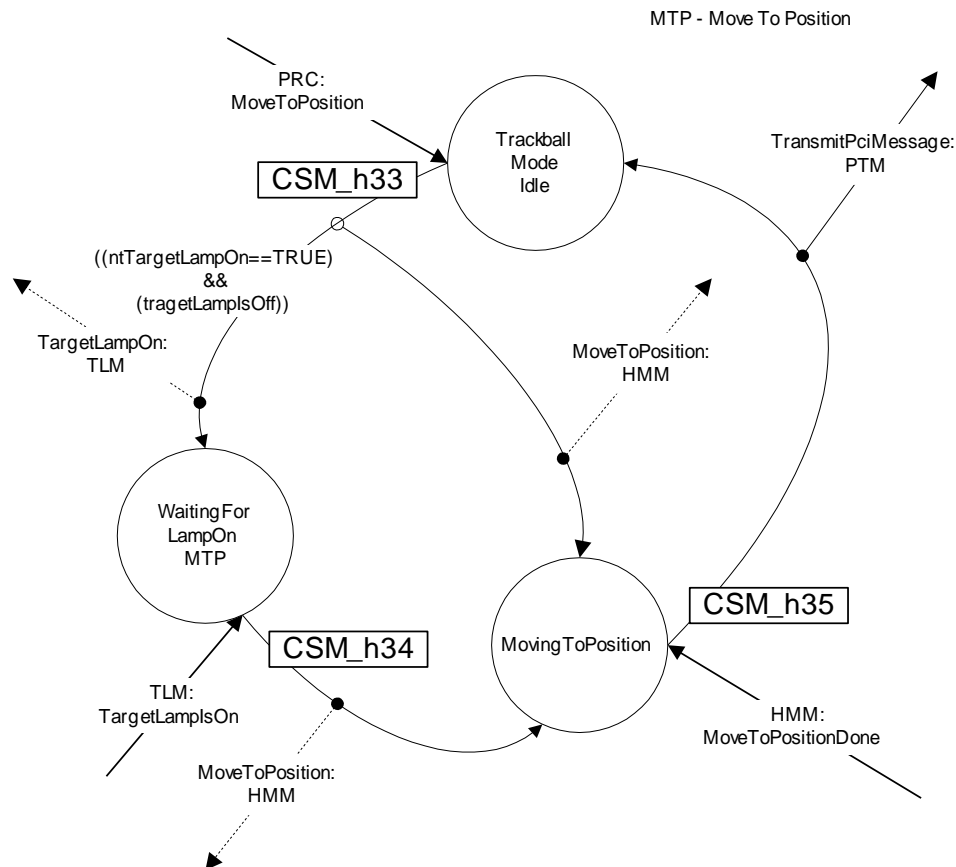 MTP - Move To Position
PRC:
MoveToPosition
Trackball
Mode
Idle
TransmitPciMessage:
PTM
CSM_h33
((ntTargetLampOn==TRUE)
&&
(tragetLampIsOff))
TargetLampOn:
TLM
MoveToPosition:
HMM
WaitingFor
LampOn
MTP
MovingToPosition
CSM_h35
CSM_h34
TLM:
TargetLampIsOn
HMM:
MoveToPositionDone
MoveToPosition:
HMM